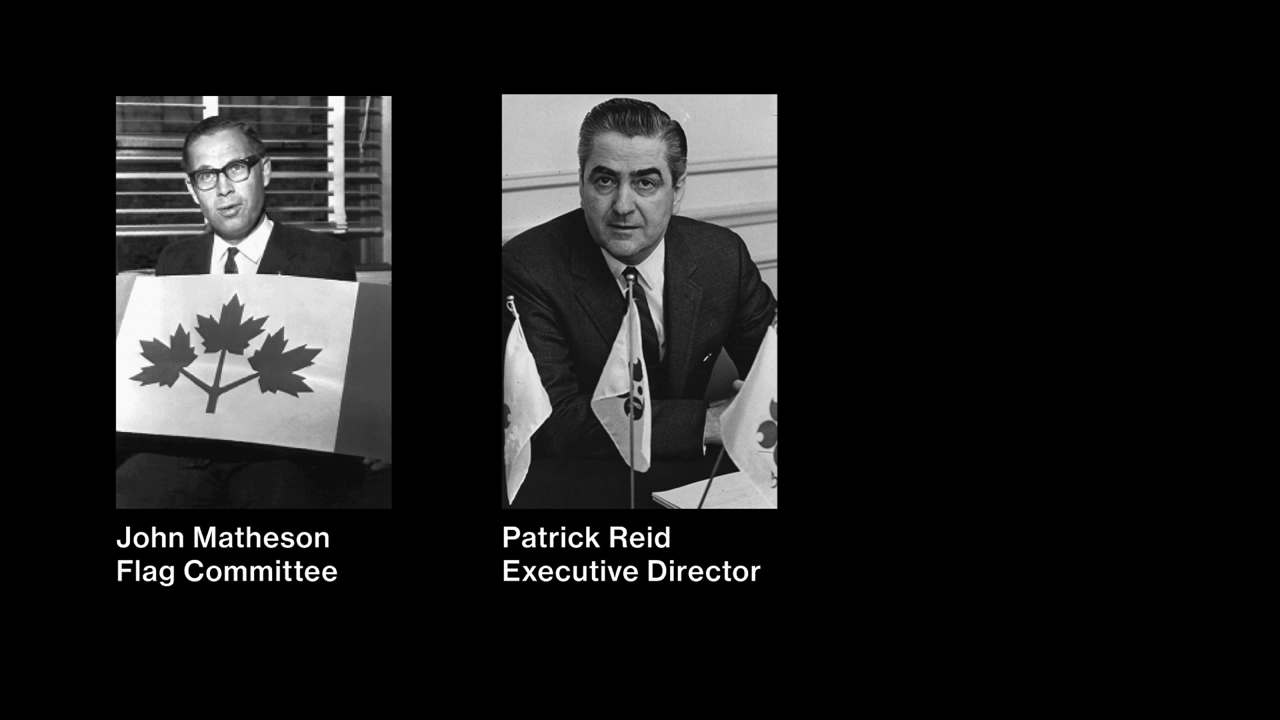 John Matheson
Flag Committee
Patrick Reid
Executive Director